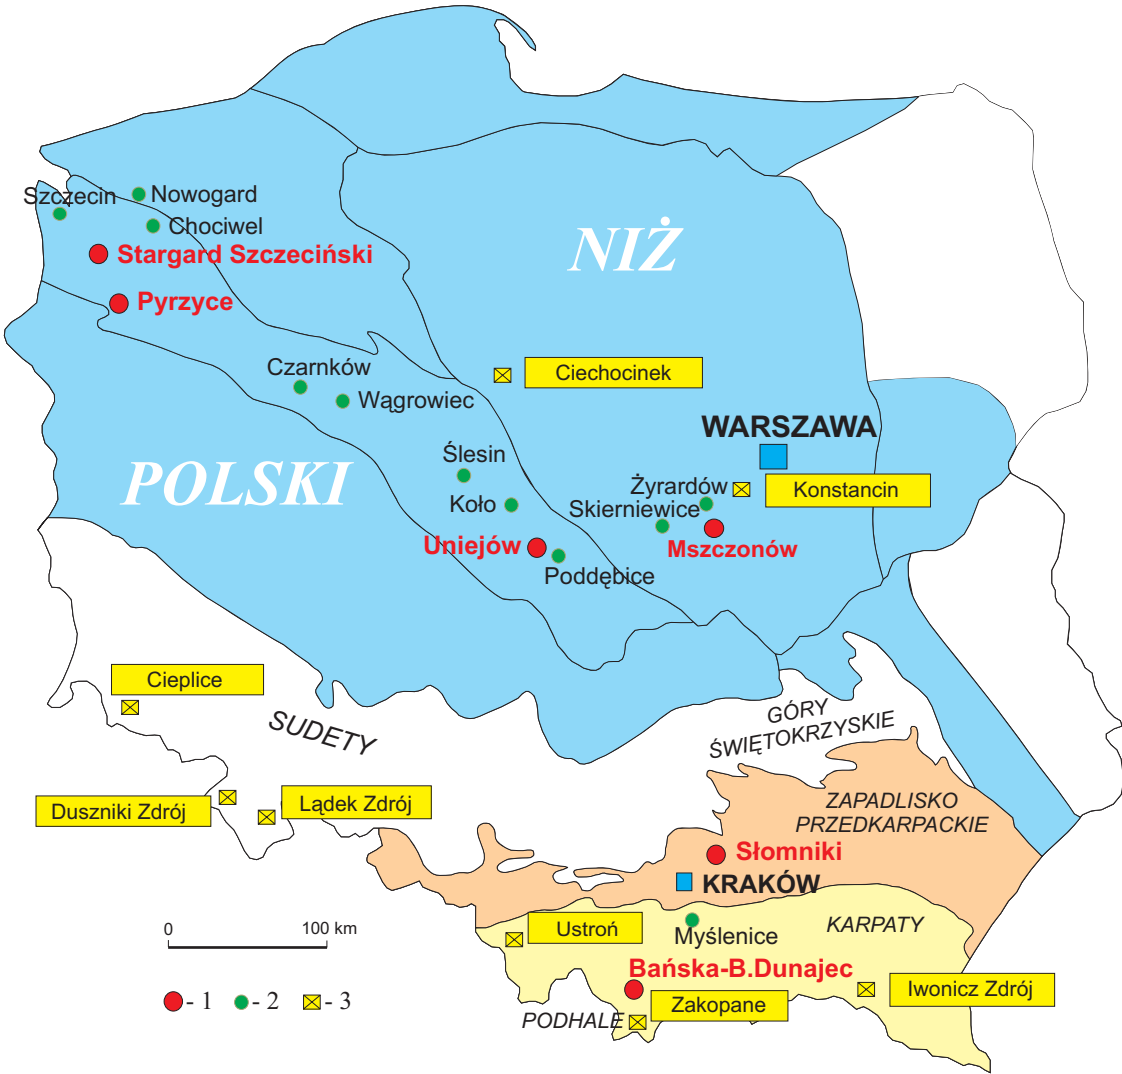 Szczecin
Nowogard
Chociwel
Stargard Szczeciński
Pyrzyce
NIŻ
Czarnków
Wągrowiec
Ciechocinek
WARSZAWA
POLSKI
Ślesin
Koło
Żyrardów
Konstancin
Skierniewice
Uniejów
Mszczonów
Poddębice
Cieplice
SUDETY
GÓRY
ŚWIĘTOKRZYSKIE
Duszniki Zdrój
Lądek Zdrój
ZAPADLISKO
PRZEDKARPACKIE
Słomniki
KRAKÓW
KARPATY
Ustroń
Myślenice
0 100 km
Bańska-B.Dunajec
Iwonicz Zdrój
Zakopane
PODHALE
- 1 - 2 - 3